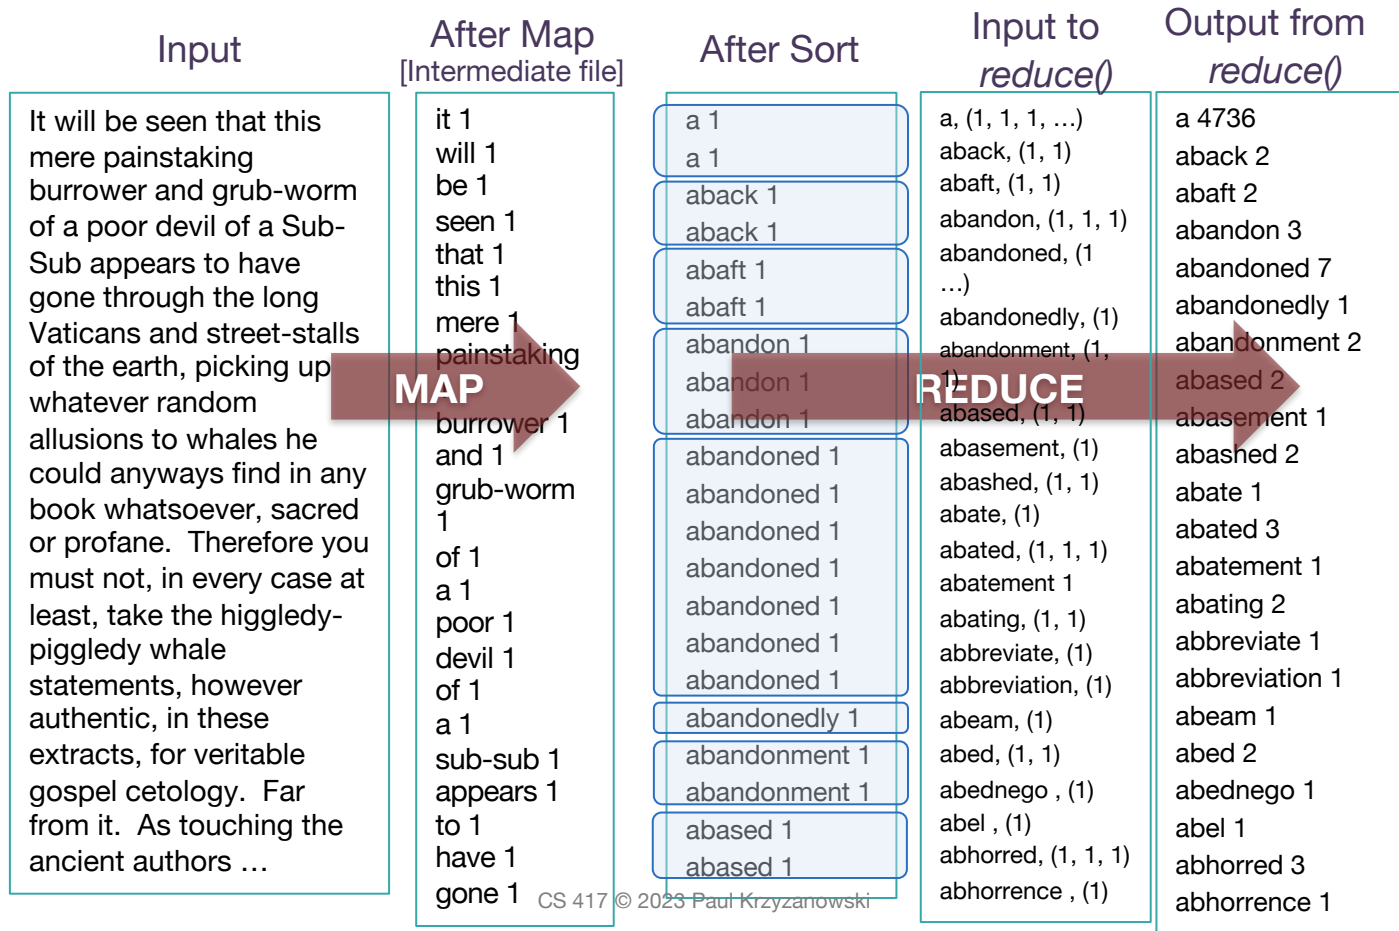 Input
It will be seen that this
mere painstaking
burrower and grub-worm
of a poor devil of a Sub-
Sub appears to have
gone through the long
Vaticans and street-stalls
of the earth, picking up
whatever random
allusions to whales he
could anyways find in any
book whatsoever, sacred
or profane.  Therefore you
must not, in every case at
least, take the higgledy-
piggledy whale
statements, however
authentic, in these
extracts, for veritable
gospel cetology.  Far
from it.  As touching the
ancient authors …
After Map
[Intermediate file]
it 1
will 1
be 1
seen 1
that 1
this 1
mere 1
painstaking
burrower 1
and 1
grub-worm
1
of 1
a 1
poor 1
devil 1
of 1
a 1
sub-sub 1
appears 1
to 1
have 1
gone 1
MAP
After Sort
a 1
a 1
aback 1
aback 1
abaft 1
abaft 1
abandon 1
abandon 1
abandon 1
abandoned 1
abandoned 1
abandoned 1
abandoned 1
abandoned 1
abandoned 1
abandoned 1
abandonedly 1
abandonment 1
abandonment 1
abased 1
abased 1
REDUCE
Input to
reduce()
a, (1, 1, 1, …)
aback, (1, 1)
abaft, (1, 1)
abandon, (1, 1, 1)
abandoned, (1
…)
abandonedly, (1)
abandonment, (1,
1)
abased, (1, 1)
abasement, (1)
abashed, (1, 1)
abate, (1)
abated, (1, 1, 1)
abatement 1
abating, (1, 1)
abbreviate, (1)
abbreviation, (1)
abeam, (1)
abed, (1, 1)
abednego , (1)
abel , (1)
abhorred, (1, 1, 1)
abhorrence , (1)
Output from
reduce()
a 4736
aback 2
abaft 2
abandon 3
abandoned 7
abandonedly 1
abandonment 2
abased 2
abasement 1
abashed 2
abate 1
abated 3
abatement 1
abating 2
abbreviate 1
abbreviation 1
abeam 1
abed 2
abednego 1
abel 1
abhorred 3
abhorrence 1
CS 417 © 2023 Paul Krzyzanowski